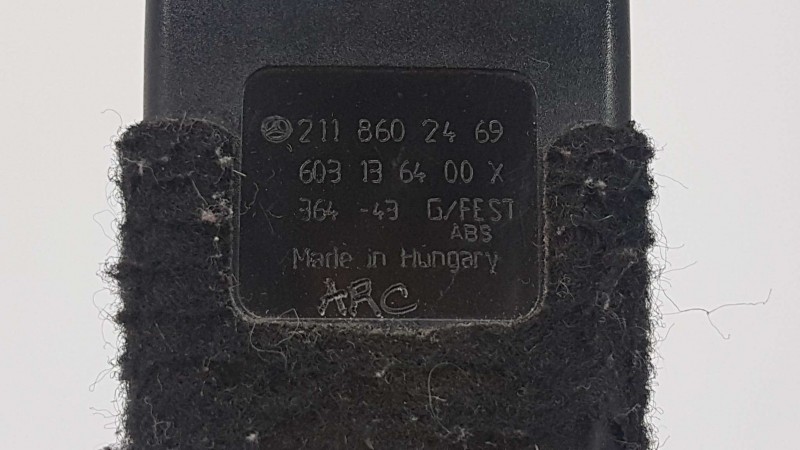 211 860 24 69
603 13 64 00 X
364 -43 G/FEST
ABS
Made in Hungary
ARC